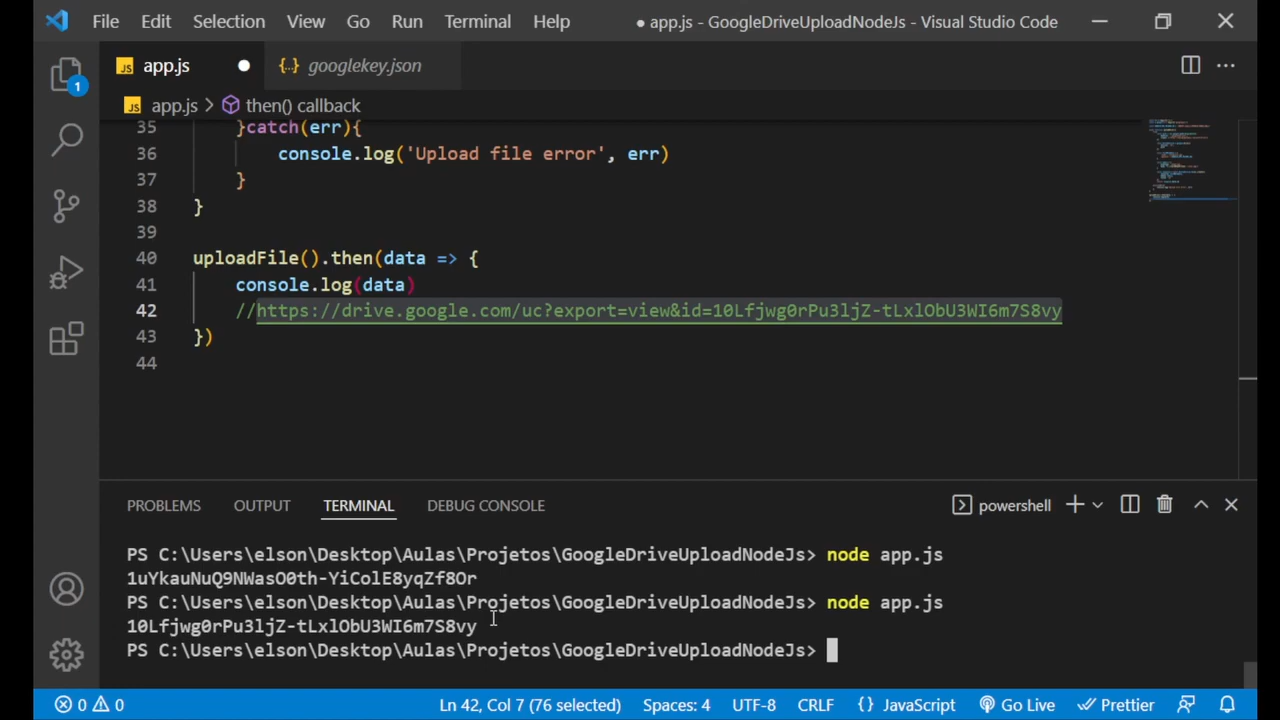 File Edit Selection View Go Run Terminal Help ● app.js - GoogleDriveUploadNodeJs - Visual Studio Code
JS app.js ● {..} googlekey.json
JS app.js > then() callback
1
35 }catch(err){
36 console.log('Upload file error', err)
37 }
38 }
39
40 uploadFile().then(data => {
41 console.log(data)
42 //https://drive.google.com/uc?export=view&id=10Lfjwg0rPu3ljZ-tLxlObU3WI6m7S8vy
43 })
44
PROBLEMS OUTPUT TERMINAL DEBUG CONSOLE powershell
PS C:\Users\elson\Desktop\Aulas\Projetos\GoogleDriveUploadNodeJs> node app.js
1uYkauNuQ9NWasO0th-YiColE8yqZf8Or
PS C:\Users\elson\Desktop\Aulas\Projetos\GoogleDriveUploadNodeJs> node app.js
10Lfjwg0rPu3ljZ-tLxlObU3WI6m7S8vy
PS C:\Users\elson\Desktop\Aulas\Projetos\GoogleDriveUploadNodeJs>
0 0 Ln 42, Col 7 (76 selected) Spaces: 4 UTF-8 CRLF {} JavaScript Go Live Prettier